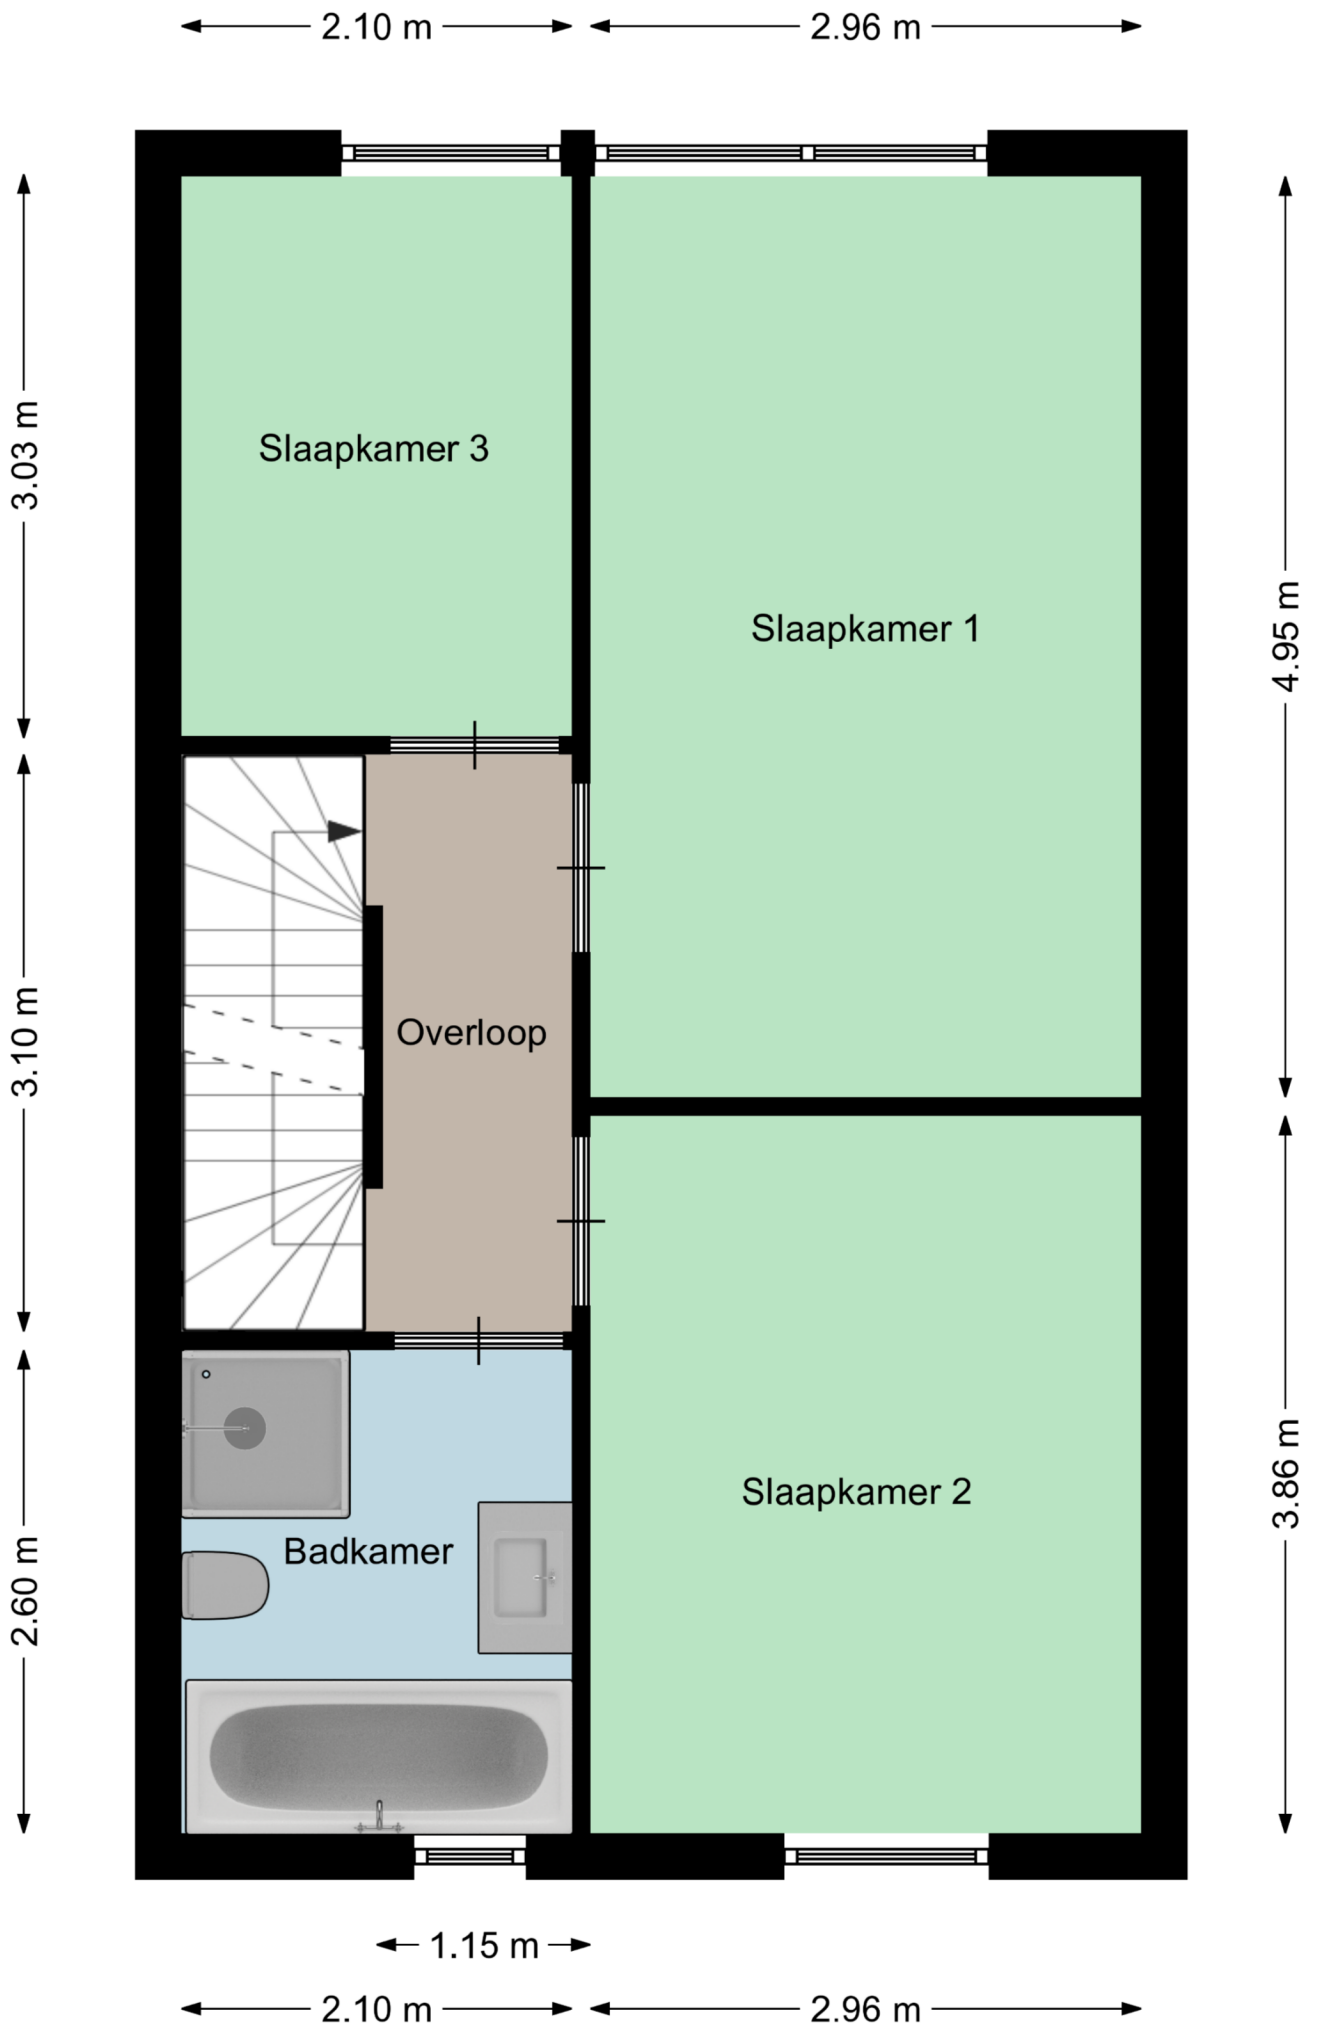 2.10 m
2.96 m
3.03 m
Slaapkamer 3
Slaapkamer 1
4.95 m
3.10 m
Overloop
Slaapkamer 2
3.86 m
Badkamer
2.60 m
1.15 m
2.10 m
2.96 m